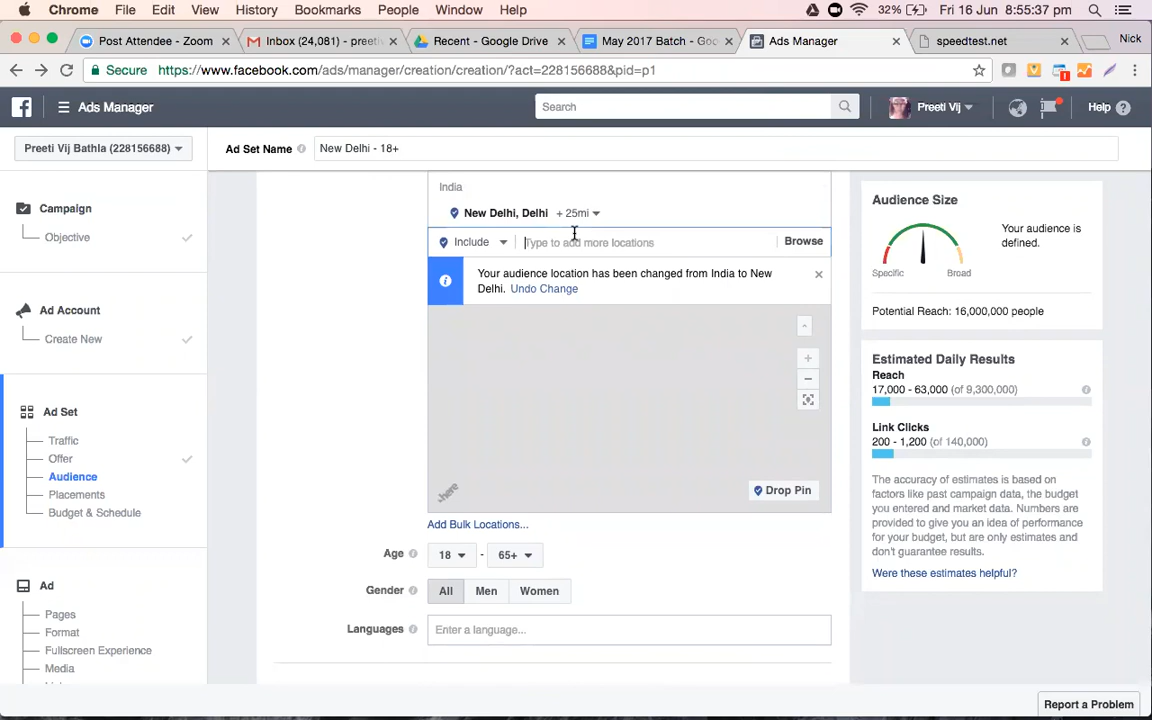 Chrome File Edit View History Bookmarks People Window Help 32% Fri 16 Jun 8:55:37 pm
Post Attendee - Zoom × Inbox (24,081) - preeti × Recent - Google Drive × May 2017 Batch - Go × Ads Manager × speedtest.net × Nick
Secure https://www.facebook.com/ads/manager/creation/creation/?act=228156688&pid=p1
Ads Manager Search Preeti Vij Help
Preeti Vij Bathla (228156688) Ad Set Name New Delhi - 18+
Campaign
Objective
Ad Account
Create New
Ad Set
Traffic
Offer
Audience
Placements
Budget & Schedule
Ad
Pages
Format
Fullscreen Experience
Media
India
New Delhi, Delhi + 25mi
Include Type to add more locations Browse
Your audience location has been changed from India to New
Delhi. Undo Change
here
Drop Pin
Add Bulk Locations...
Age 18 - 65+
Gender All Men Women
Languages Enter a language...
Audience Size
Your audience is
defined.
Specific Broad
Potential Reach: 16,000,000 people
Estimated Daily Results
Reach
17,000 - 63,000 (of 9,300,000)
Link Clicks
200 - 1,200 (of 140,000)
The accuracy of estimates is based on
factors like past campaign data, the budget
you entered and market data. Numbers are
provided to give you an idea of performance
for your budget, but are only estimates and
don't guarantee results.
Were these estimates helpful?
Report a Problem